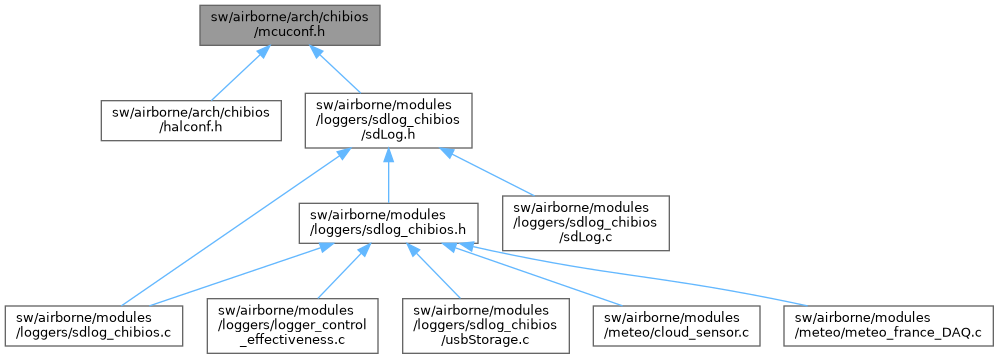 sw/airborne/arch/chibios
/mcuconf.h
sw/airborne/arch/chibios
/halconf.h
sw/airborne/modules
/loggers/sdlog_chibios
/sdLog.h
sw/airborne/modules
/loggers/sdlog_chibios.h
sw/airborne/modules
/loggers/sdlog_chibios
/sdLog.c
sw/airborne/modules
/loggers/sdlog_chibios.c
sw/airborne/modules
/loggers/logger_control
_effectiveness.c
sw/airborne/modules
/loggers/sdlog_chibios
/usbStorage.c
sw/airborne/modules
/meteo/cloud_sensor.c
sw/airborne/modules
/meteo/meteo_france_DAQ.c